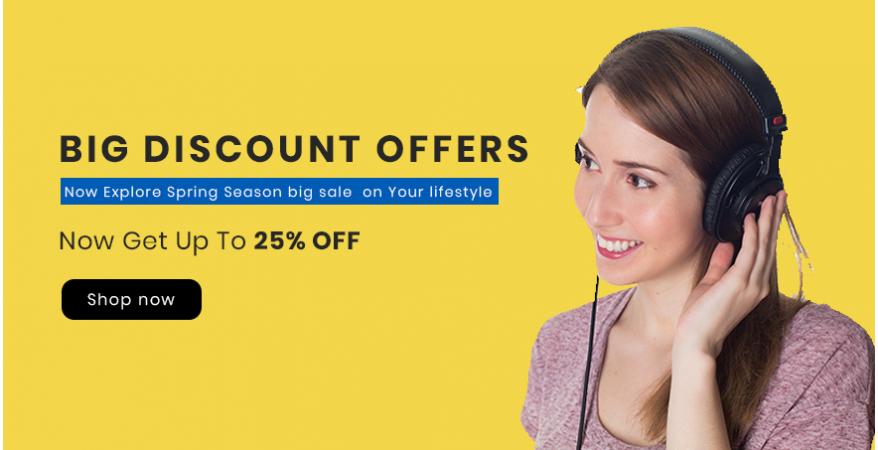 BIG DISCOUNT OFFERS
Now Explore Spring Season big sale on Your lifestyle
Now Get Up To 25% OFF
Shop now